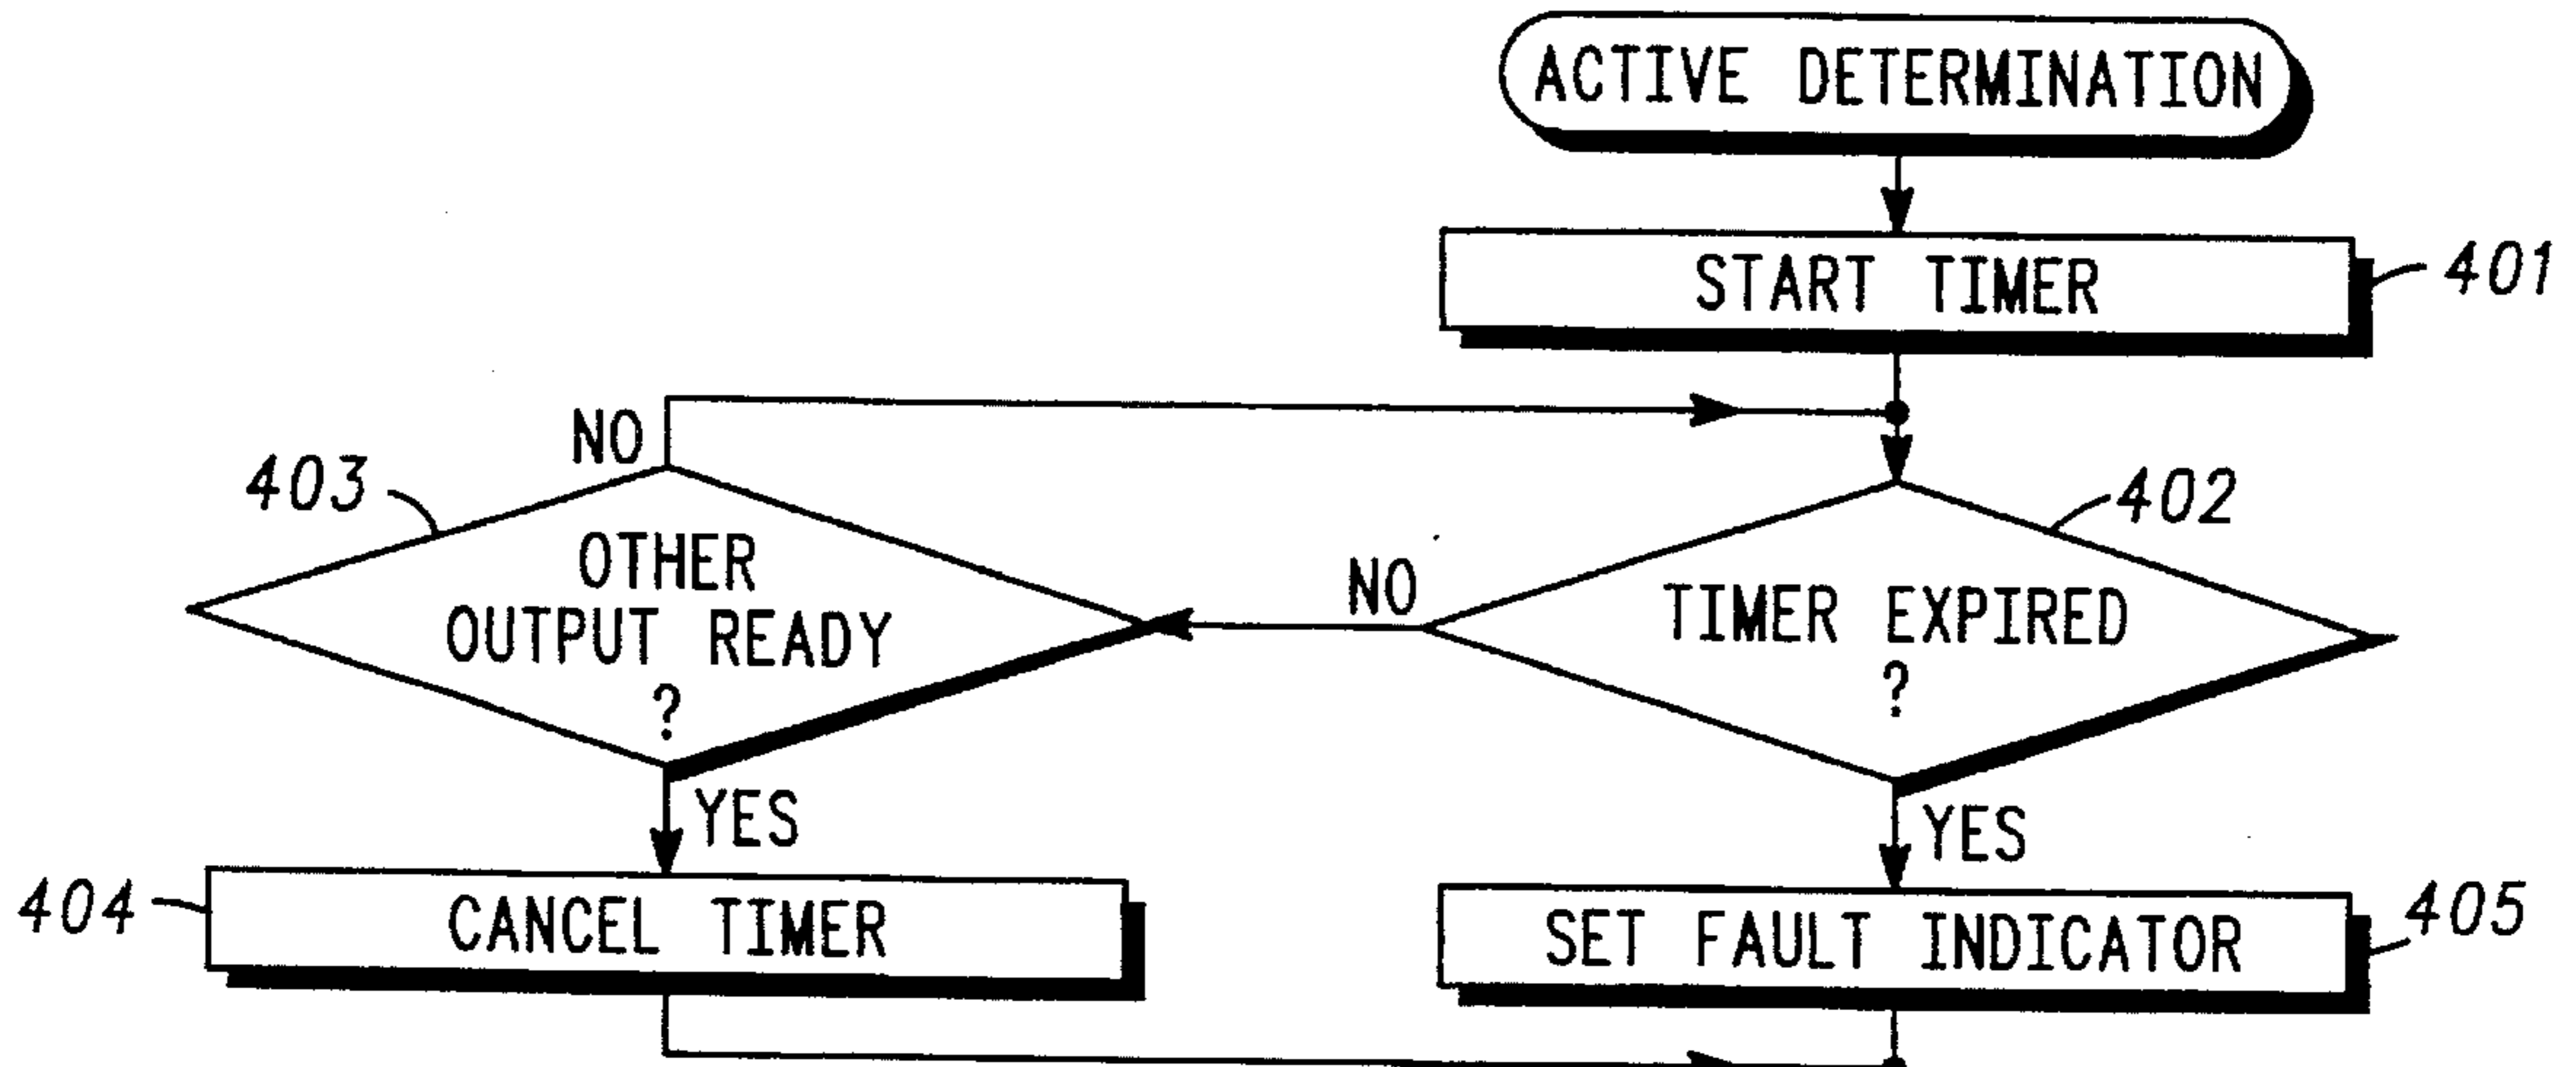 ACTIVE DETERMINATION
START TIMER
401
NO
403
OTHER
OUTPUT READY
?
NO
402
TIMER EXPIRED
?
YES
YES
404
CANCEL TIMER
SET FAULT INDICATOR
405